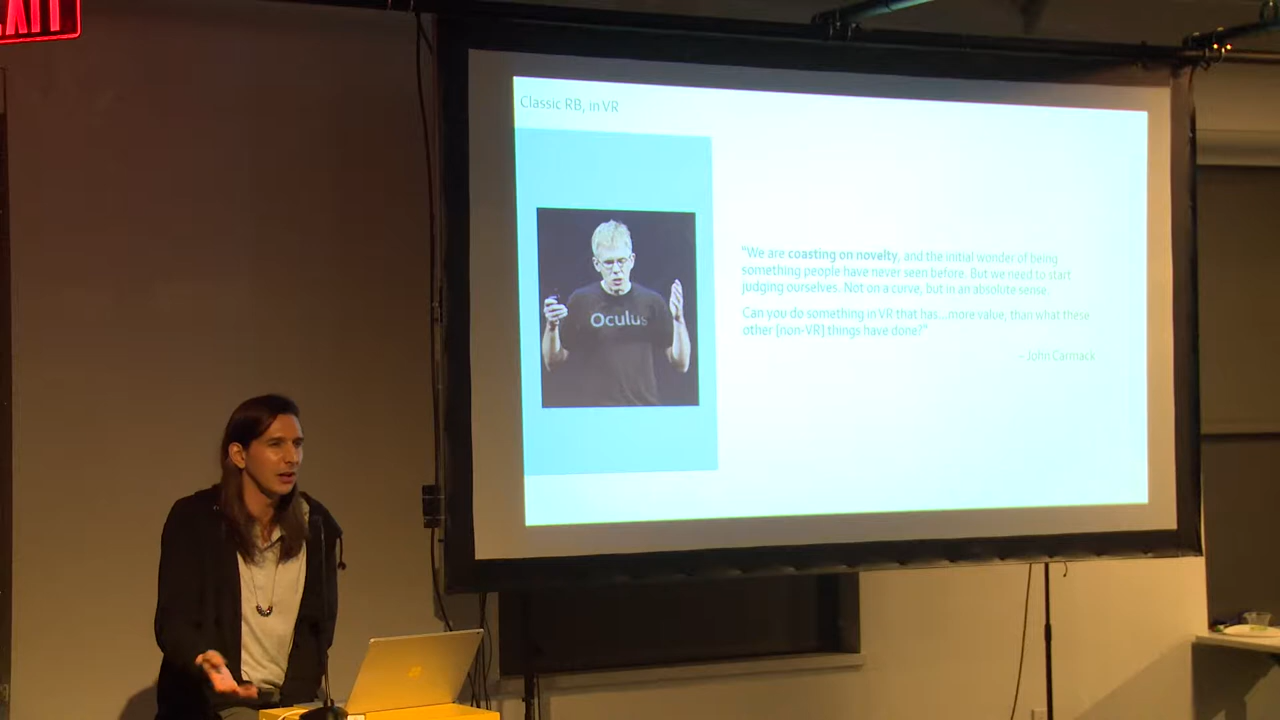 EXIT
Classic RB, in VR
Oculus
"We are coasting on novelty, and the initial wonder of being
something people have never seen before. But we need to start
judging ourselves. Not on a curve, but in an absolute sense.
Can you do something in VR that has...more value, than what these
other [non-VR] things have done?"
– John Carmack